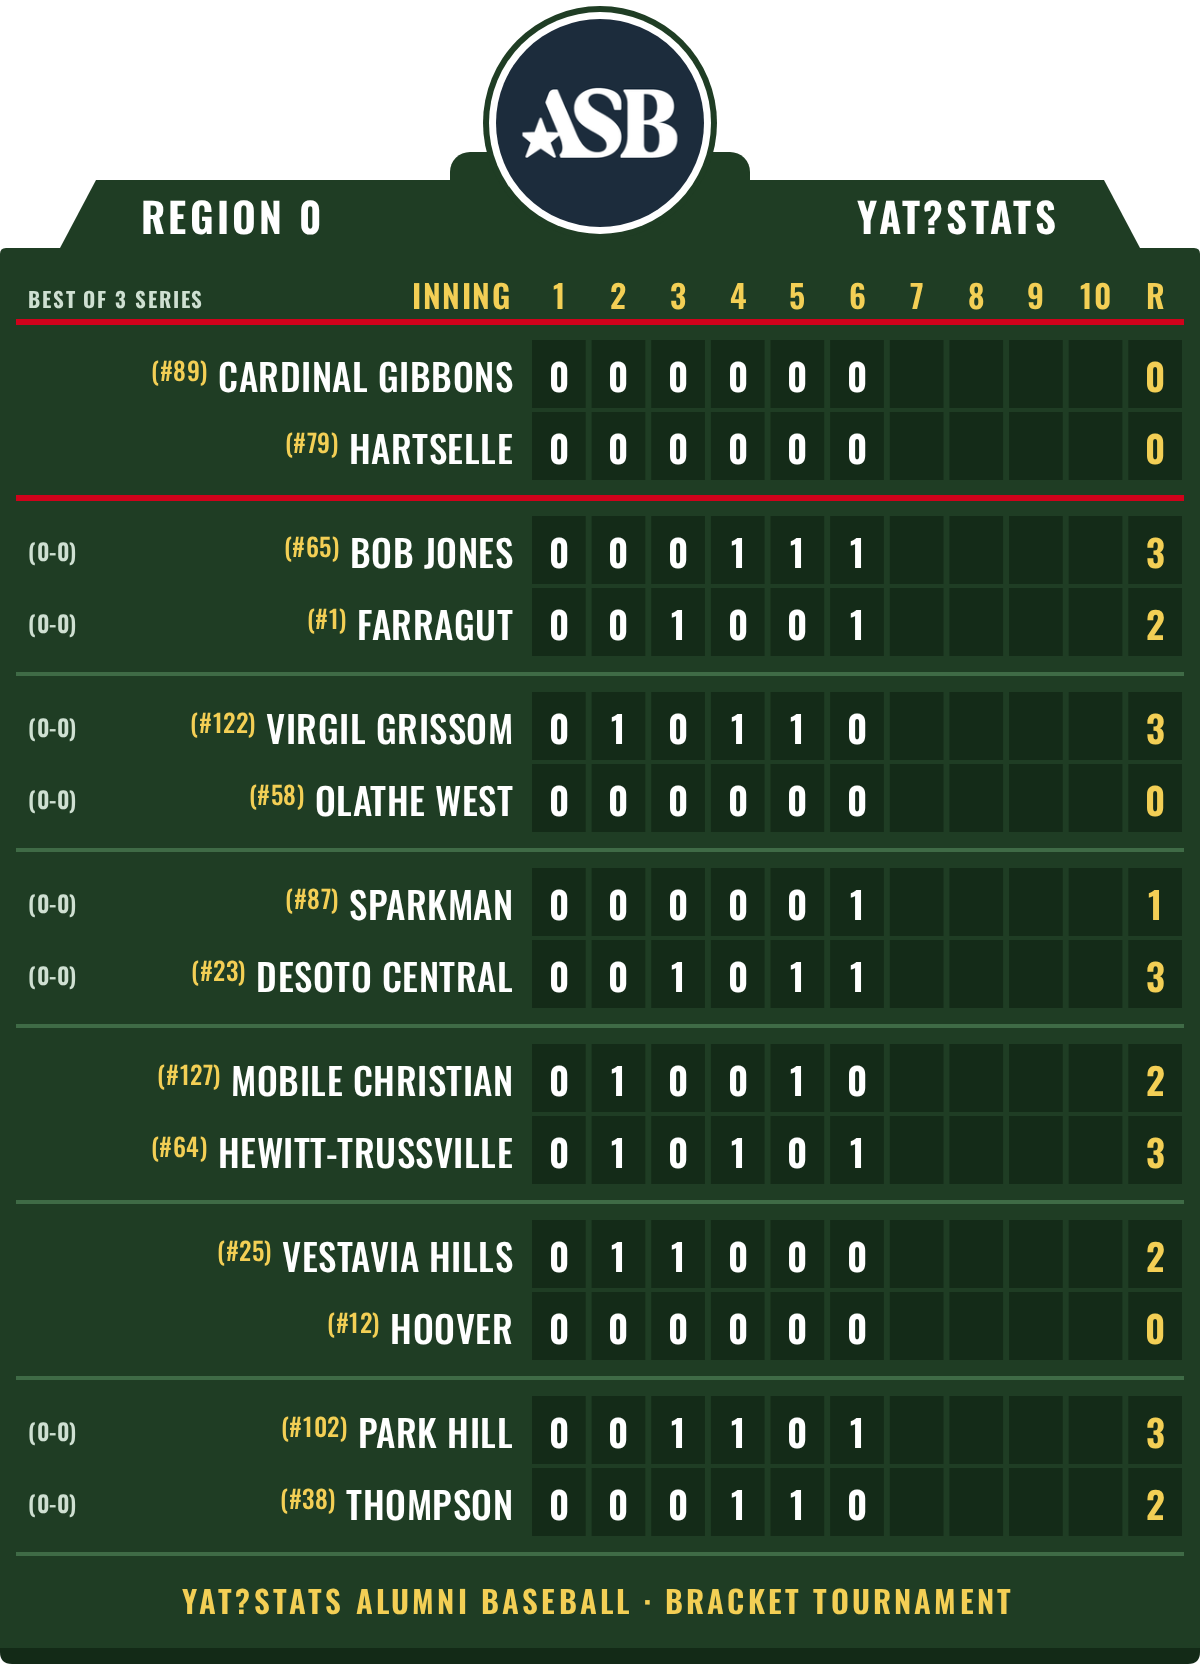 ASB
REGION 0 YAT?STATS
BEST OF 3 SERIES INNING 1 2 3 4 5 6 7 8 9 10 R
(#89) CARDINAL GIBBONS 0 0 0 0 0 0 0
(#79) HARTSELLE 0 0 0 0 0 0 0
(0-0) (#65) BOB JONES 0 0 0 1 1 1 3
(0-0) (#1) FARRAGUT 0 0 1 0 0 1 2
(0-0) (#122) VIRGIL GRISSOM 0 1 0 1 1 0 3
(0-0) (#58) OLATHE WEST 0 0 0 0 0 0 0
(0-0) (#87) SPARKMAN 0 0 0 0 0 1 1
(0-0) (#23) DESOTO CENTRAL 0 0 1 0 1 1 3
(#127) MOBILE CHRISTIAN 0 1 0 0 1 0 2
(#64) HEWITT-TRUSSVILLE 0 1 0 1 0 1 3
(#25) VESTAVIA HILLS 0 1 1 0 0 0 2
(#12) HOOVER 0 0 0 0 0 0 0
(0-0) (#102) PARK HILL 0 0 1 1 0 1 3
(0-0) (#38) THOMPSON 0 0 0 1 1 0 2
YAT?STATS ALUMNI BASEBALL · BRACKET TOURNAMENT